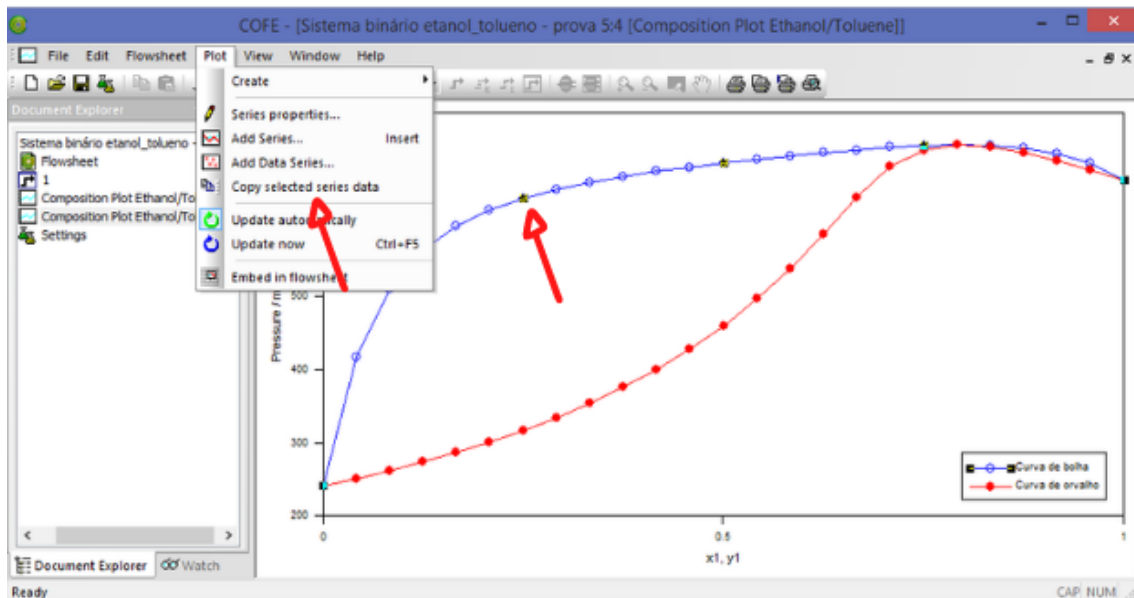 COFE - [Sistema binário etanol_tolueno - prova 5:4 [Composition Plot Ethanol/Toluene]]
File Edit Flowsheet Plot View Window Help
Document Explorer
Sistema binário etanol_tolueno -
Flowsheet
1
Composition Plot Ethanol/To
Composition Plot Ethanol/To
Settings
Create
Series properties...
Add Series... Insert
Add Data Series...
Copy selected series data
Update automatically
Update now Ctrl+F5
Embed in flowsheet
Pressure / m
500
400
300
200
0 0.5 1
x1, y1
Curva de bolha
Curva de orvalho
Document Explorer Watch
Ready CAP NUM